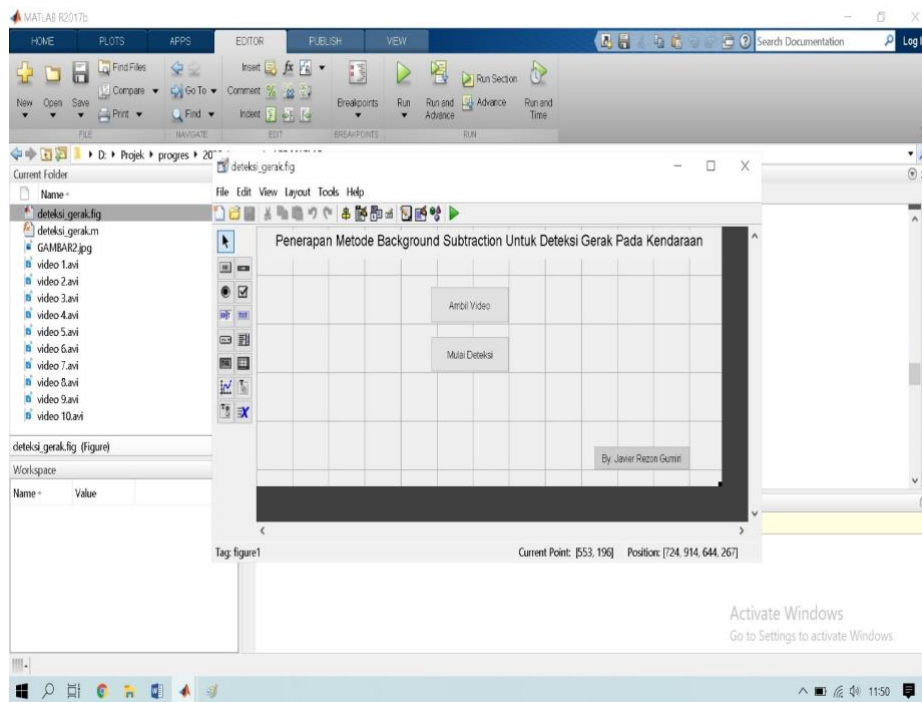 MATLAB R2017b
HOME PLOTS APPS EDITOR PUBLISH VIEW Search Documentation Log I
Find Files Insert fx Run Section
Compare Go To Comment Advance
New Open Save Print Find Indent Breakpoints Run Run and Advance Run and Time
FILE NAVIGATE EDIT BREAKPOINTS RUN
D: Projek progres 20
Current Folder
Name
deteksi_gerak.fig
deteksi_gerak.m
GAMBAR2.jpg
video 1.avi
video 2.avi
video 3.avi
video 4.avi
video 5.avi
video 6.avi
video 7.avi
video 8.avi
video 9.avi
video 10.avi
deteksi_gerak.fig (Figure)
Workspace
Name Value
deteksi_gerak.fig
File Edit View Layout Tools Help
Penerapan Metode Background Subtraction Untuk Deteksi Gerak Pada Kendaraan
Ambil Video
Mulai Deteksi
By. Javier Rezon Gumiri
Tag: figure1 Current Point: [553, 196] Position: [724, 914, 644, 267]
Activate Windows
Go to Settings to activate Windows.
11:50